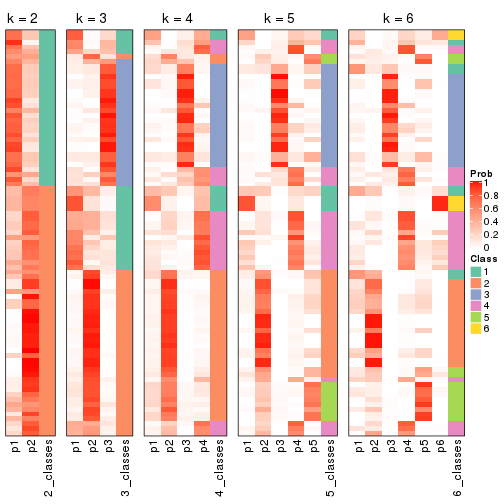 k = 2
k = 3
k = 4
k = 5
k = 6
Prob
1
0.8
0.6
0.4
0.2
0
Class
1
2
3
4
5
6
p1
p2
2_classes
p1
p2
p3
3_classes
p1
p2
p3
p4
4_classes
p1
p2
p3
p4
p5
5_classes
p1
p2
p3
p4
p5
p6
6_classes